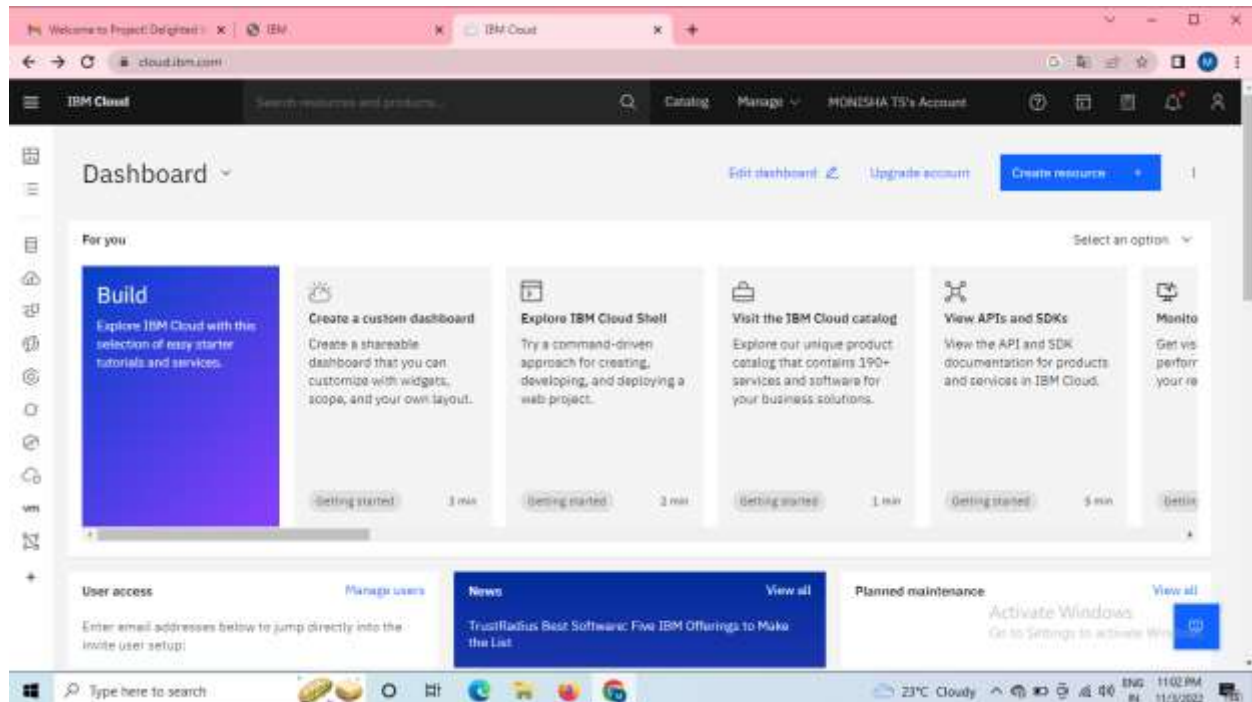 Welcome to Project! Delighted
IBM
IBM Cloud
cloud.ibm.com
M
IBM Cloud
Search resources and products...
Catalog
Manage
MONISHA TS's Account
Dashboard
Edit dashboard
Upgrade account
Create resource +
For you
Select an option
Build
Explore IBM Cloud with this
selection of easy starter
tutorials and services.
Create a custom dashboard
Create a shareable
dashboard that you can
customize with widgets,
scope, and your own layout.
Getting started
3 min
Explore IBM Cloud Shell
Try a command-driven
approach for creating,
developing, and deploying a
web project.
Getting started
2 min
Visit the IBM Cloud catalog
Explore our unique product
catalog that contains 190+
services and software for
your business solutions.
Getting started
1 min
View APIs and SDKs
View the API and SDK
documentation for products
and services in IBM Cloud.
Getting started
5 min
Monito
Get vis
perforr
your re
Gettin
vm
User access
Manage users
Enter email addresses below to jump directly into the
invite user setup:
News
View all
TrustRadius Best Software: Five IBM Offerings to Make
the List
Planned maintenance
View all
Activate Windows
Go to Settings to activate
Type here to search
23°C Cloudy
ENG
IN
11:02 PM